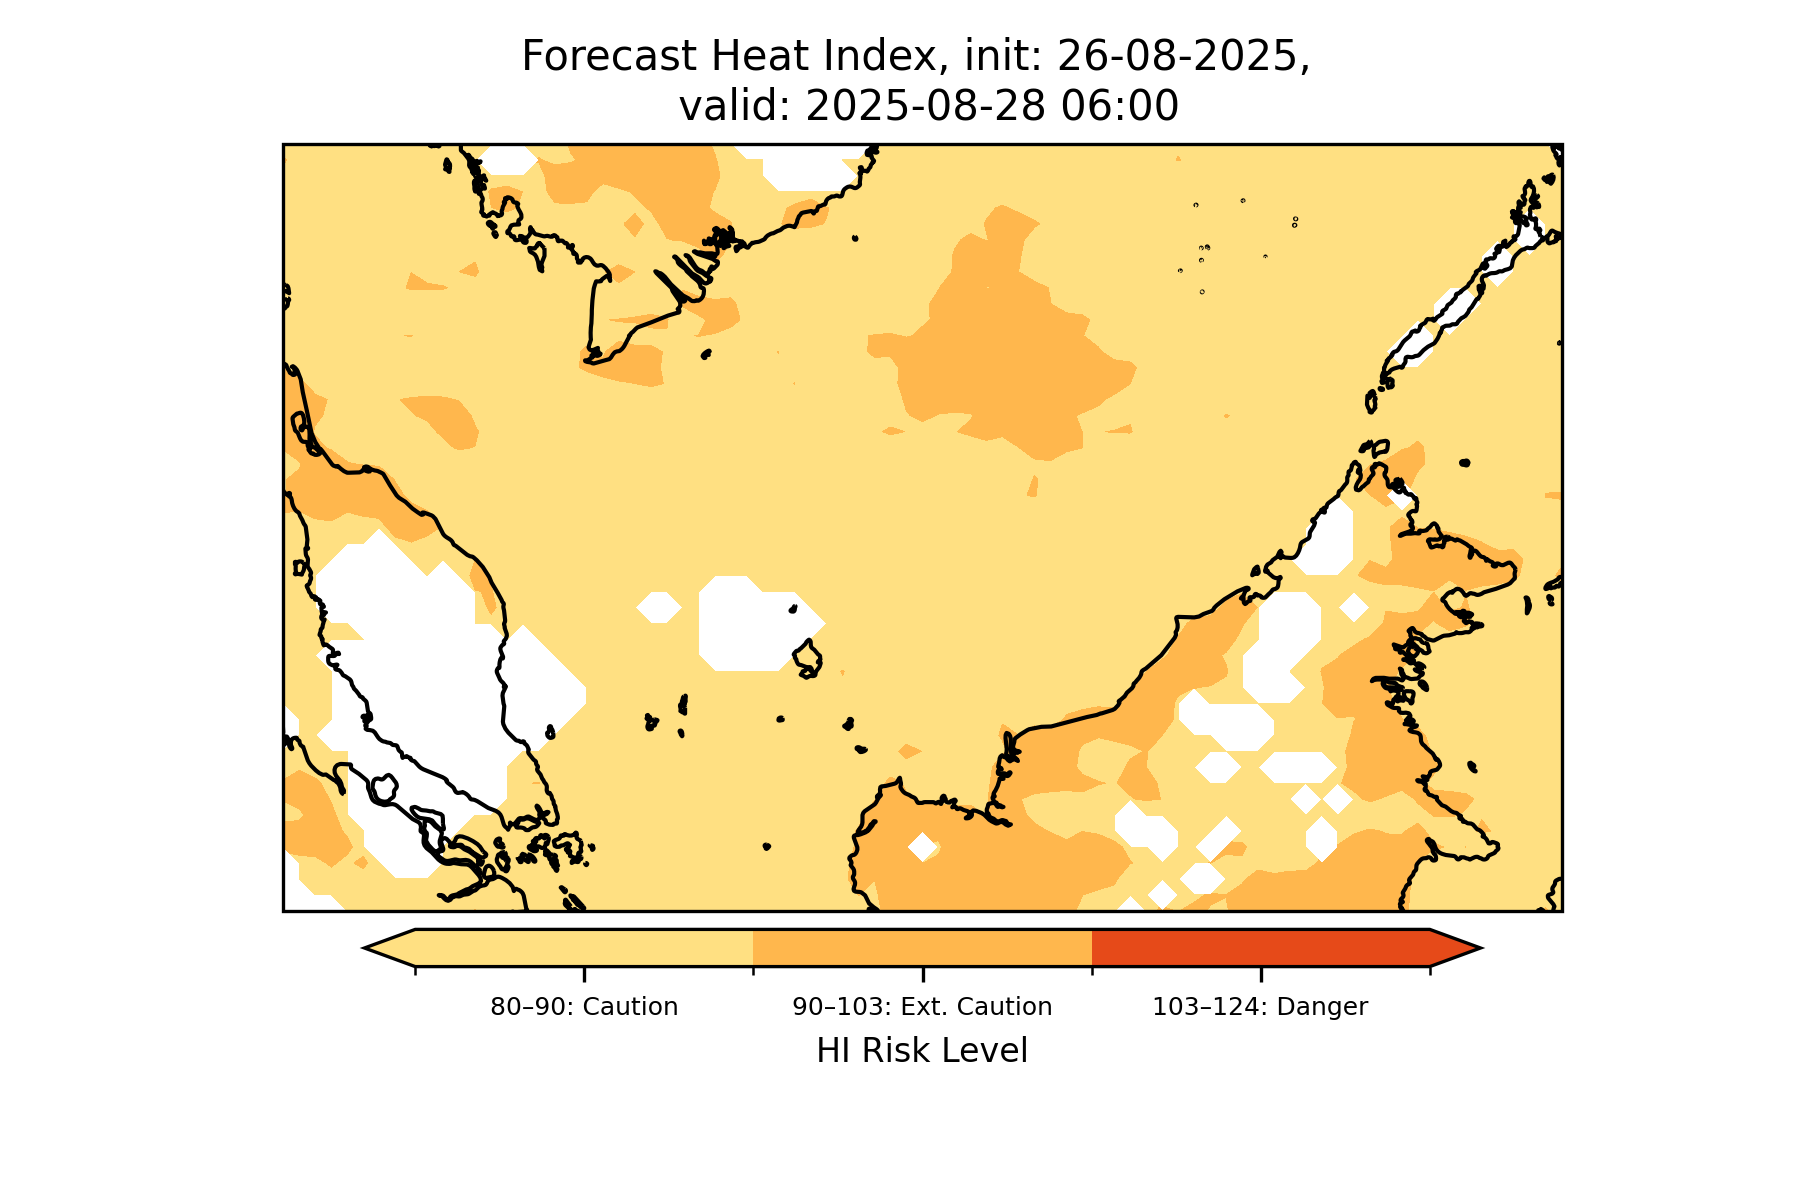 Forecast Heat Index, init: 26-08-2025,
valid: 2025-08-28 06:00
80–90: Caution
90–103: Ext. Caution
103–124: Danger
HI Risk Level